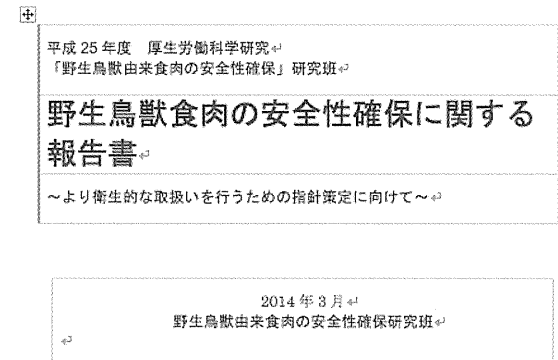 平成 25 年度　厚生労働科学研究
「野生鳥獣由来食肉の安全性確保」研究班
野生鳥獣食肉の安全性確保に関する
報告書
～より衛生的な取扱いを行うための指針策定に向けて～
2014 年 3 月
野生鳥獣由来食肉の安全性確保研究班